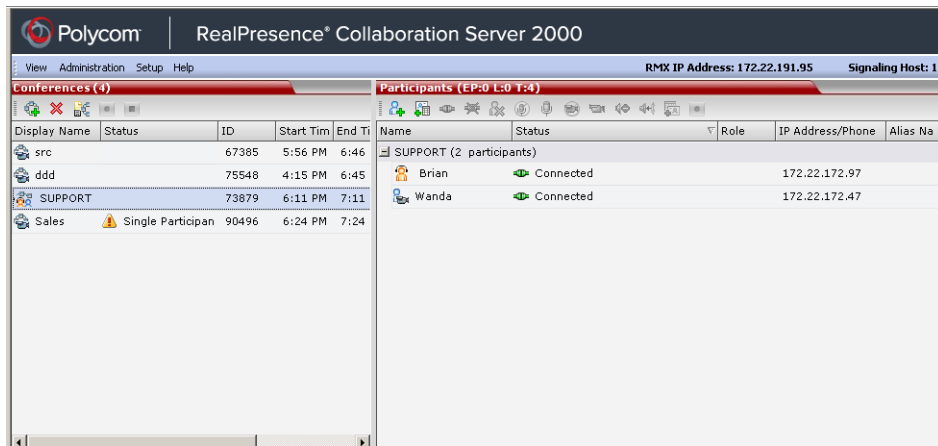 Polycom RealPresence® Collaboration Server 2000
View Administration Setup Help RMX IP Address: 172.22.191.95 Signaling Host: 1
Conferences (4)
Participants (EP:0 L:0 T:4)
Display Name Status ID Start Tim End Ti
Name Status Role IP Address/Phone Alias Na
src 67385 5:56 PM 6:46
SUPPORT (2 participants)
ddd 75548 4:15 PM 6:45
Brian Connected 172.22.172.97
SUPPORT 73879 6:11 PM 7:11
Wanda Connected 172.22.172.47
Sales Single Participan 90496 6:24 PM 7:24